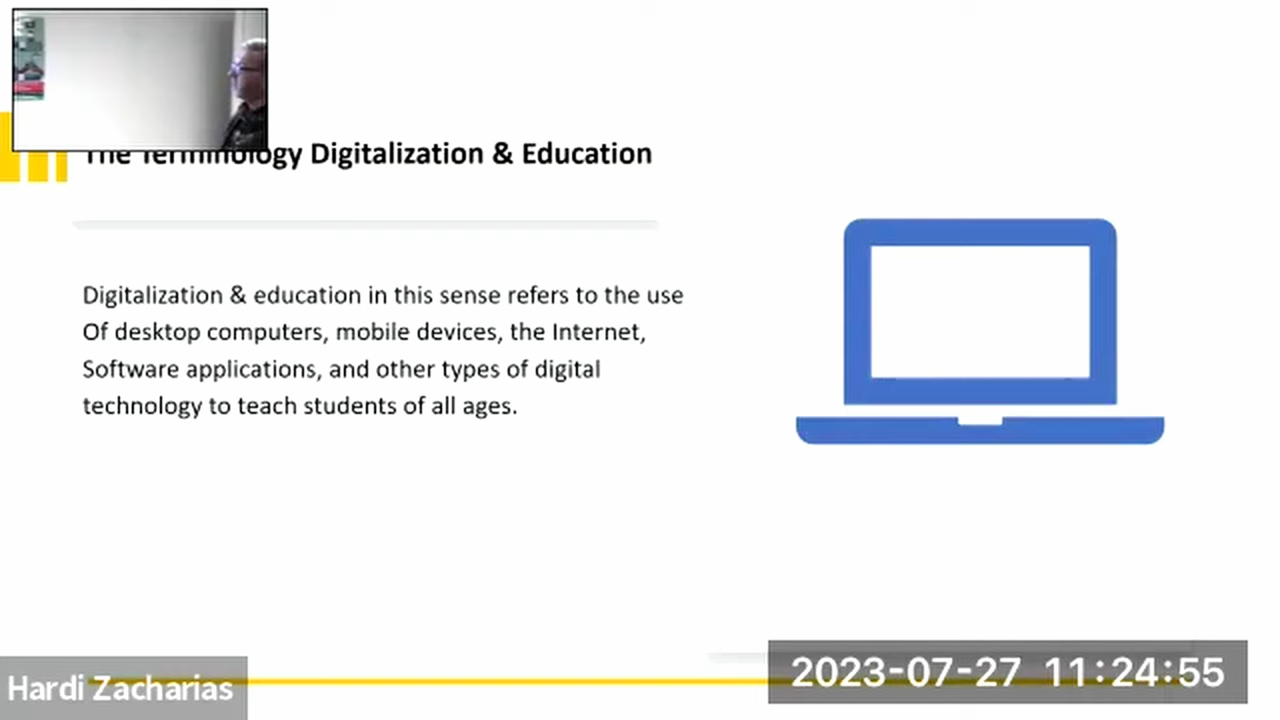 The Terminology Digitalization & Education
Digitalization & education in this sense refers to the use
Of desktop computers, mobile devices, the Internet,
Software applications, and other types of digital
technology to teach students of all ages.
Hardi Zacharias
2023-07-27 11:24:55